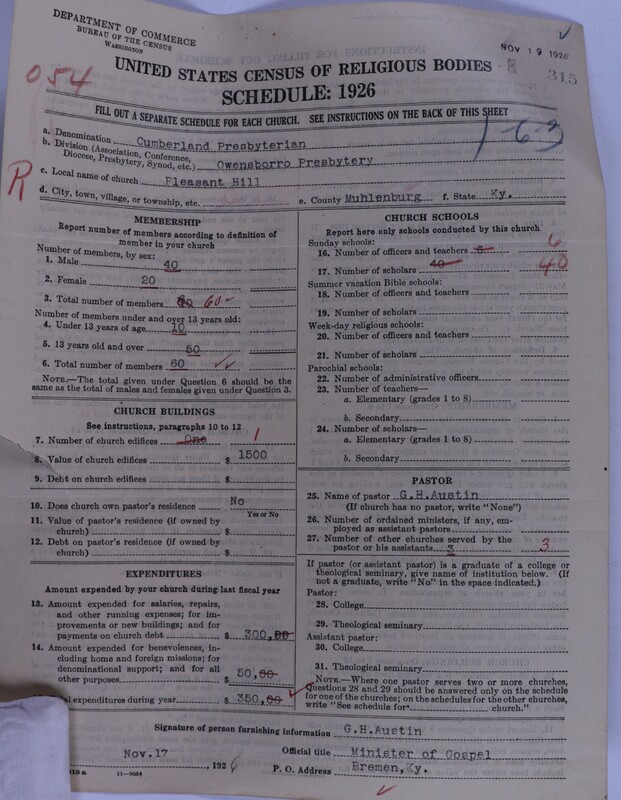 DEPARTMENT OF COMMERCE
BUREAU OF THE CENSUS
WASHINGTON
NOV 19 1926
315
054
UNITED STATES CENSUS OF RELIGIOUS BODIES
SCHEDULE: 1926
FILL OUT A SEPARATE SCHEDULE FOR EACH CHURCH. SEE INSTRUCTIONS ON THE BACK OF THIS SHEET
1-63
R
a. Denomination Cumberland Presbyterian
b. Division (Association, Conference,
Diocese, Presbytery, Synod, etc.) Owensborro Presbytery
c. Local name of church Pleasant Hill
d. City, town, village, or township, etc.
e. County Muhlenburg f. State Ky.
MEMBERSHIP
Report number of members according to definition of
member in your church
Number of members, by sex:
1. Male 40
2. Female 20
3. Total number of members 60
Number of members under and over 13 years old:
4. Under 13 years of age 10
5. 13 years old and over 50
6. Total number of members 60
NOTE.—The total given under Question 6 should be the
same as the total of males and females given under Question 3.
CHURCH BUILDINGS
See instructions, paragraphs 10 to 12
7. Number of church edifices One 1
8. Value of church edifices $ 1500
9. Debt on church edifices $
10. Does church own pastor's residence No
Yes or No
11. Value of pastor's residence (if owned by
church) $
12. Debt on pastor's residence (if owned by
church) $
EXPENDITURES
Amount expended by your church during last fiscal year
13. Amount expended for salaries, repairs,
and other running expenses; for im-
provements or new buildings; and for
payments on church debt $ 300,00
14. Amount expended for benevolences, in-
cluding home and foreign missions; for
denominational support; and for all
other purposes $ 50,00
expenditures during year $ 350,00
CHURCH SCHOOLS
Report here only schools conducted by this church
Sunday schools:
16. Number of officers and teachers 6 6
17. Number of scholars 40 40
Summer vacation Bible schools:
18. Number of officers and teachers
19. Number of scholars
Week-day religious schools:
20. Number of officers and teachers
21. Number of scholars
Parochial schools:
22. Number of administrative officers
23. Number of teachers—
a. Elementary (grades 1 to 8)
b. Secondary
24. Number of scholars—
a. Elementary (grades 1 to 8)
b. Secondary
PASTOR
25. Name of pastor G.H.Austin
(If church has no pastor, write "None")
26. Number of ordained ministers, if any, em-
ployed as assistant pastors
27. Number of other churches served by the
pastor or his assistants 3 3
If pastor (or assistant pastor) is a graduate of a college or
theological seminary, give name of institution below. (If
not a graduate, write "No" in the space indicated.)
Pastor:
28. College
29. Theological seminary
Assistant pastor:
30. College
31. Theological seminary
NOTE.—Where one pastor serves two or more churches,
Questions 28 and 29 should be answered only on the schedule
for one of the churches; on the schedules for the other churches,
write "See schedule for church."
Signature of person furnishing information G.H.Austin
Nov.17, 1926
Official title Minister of Gospel
P. O. Address Bremen,Ky.
11—9034